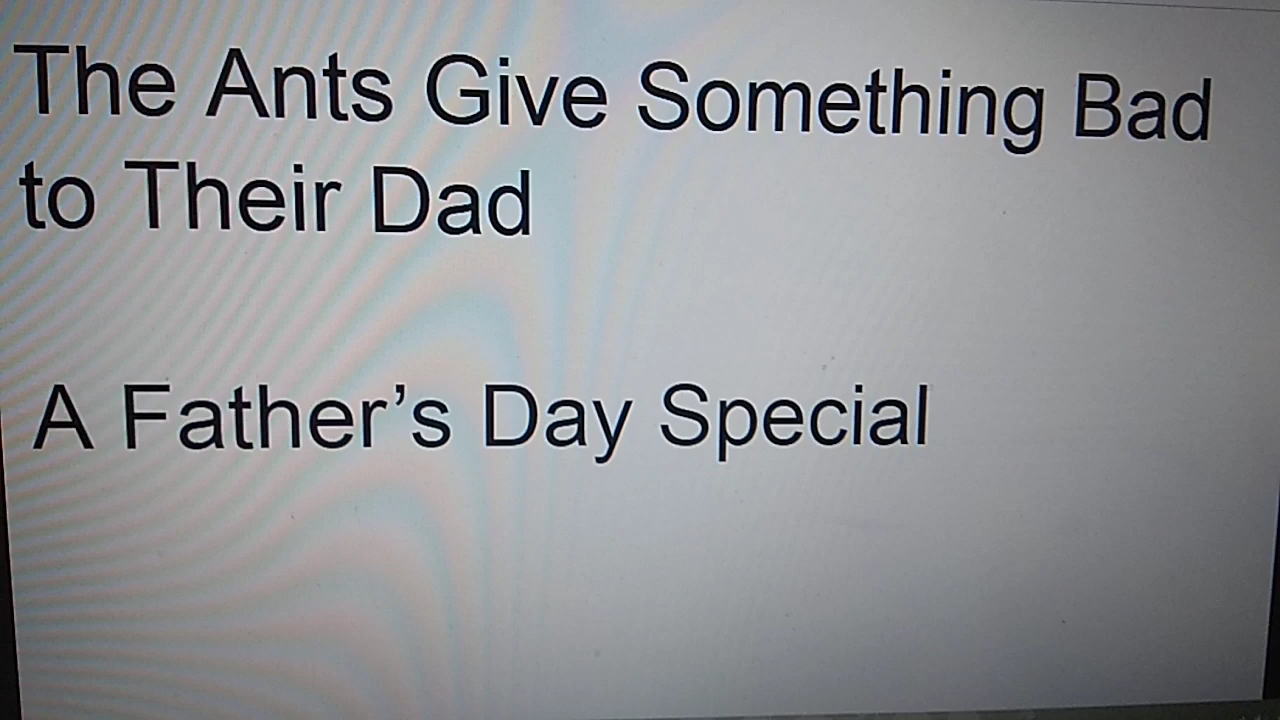 The Ants Give Something Bad
to Their Dad
A Father’s Day Special